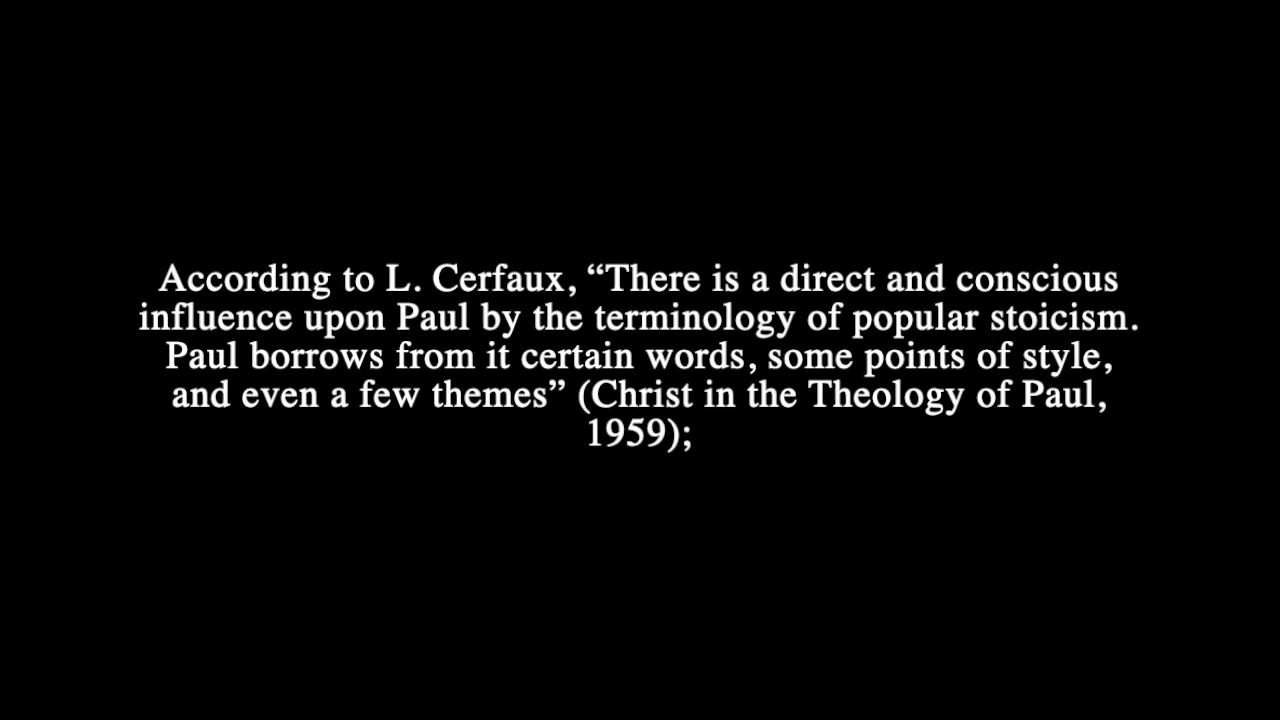 According to L. Cerfaux, “There is a direct and conscious
influence upon Paul by the terminology of popular stoicism.
Paul borrows from it certain words, some points of style,
and even a few themes” (Christ in the Theology of Paul,
1959);